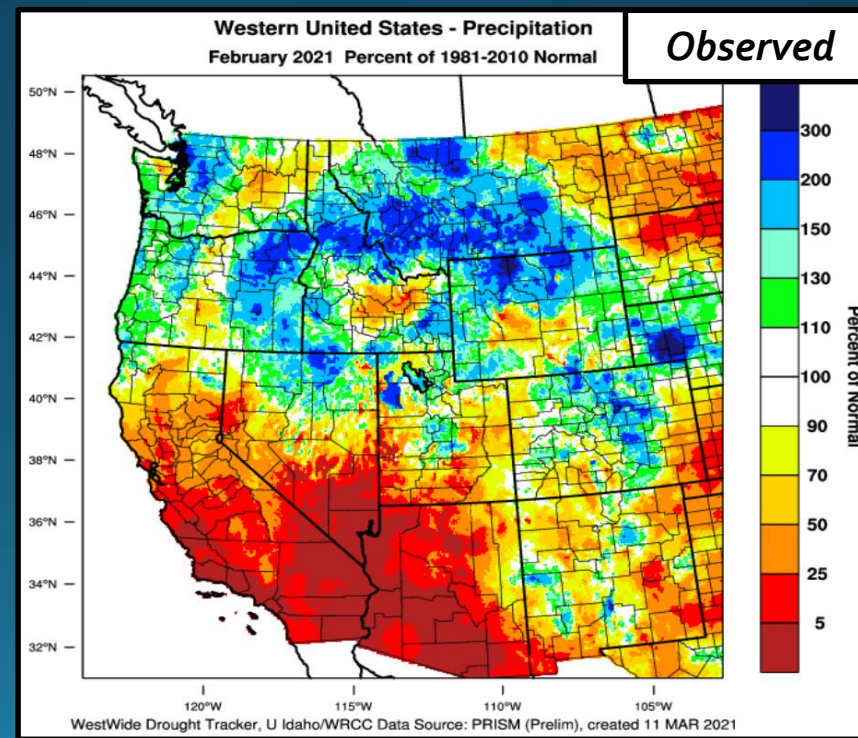 Western United States - Precipitation
February 2021 Percent of 1981-2010 Normal
Observed
50°N
48°N
46°N
44°N
42°N
40°N
38°N
36°N
34°N
32°N
120°W
115°W
110°W
105°W
300
200
150
130
110
100
90
70
50
25
5
Percent of Normal
WestWide Drought Tracker, U Idaho/WRCC Data Source: PRISM (Prelim), created 11 MAR 2021